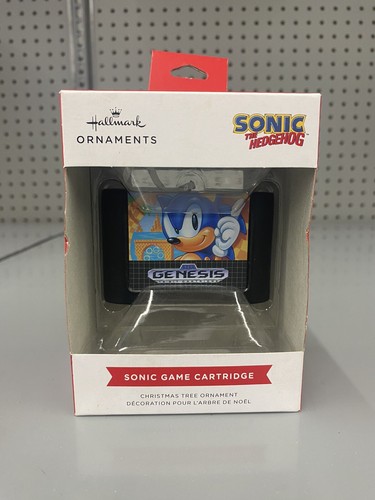 Hallmark
ORNAMENTS
SONIC
THE
HEDGEHOG
GENESIS
SONIC GAME CARTRIDGE
CHRISTMAS TREE ORNAMENT
DÉCORATION POUR L'ARBRE DE NOËL